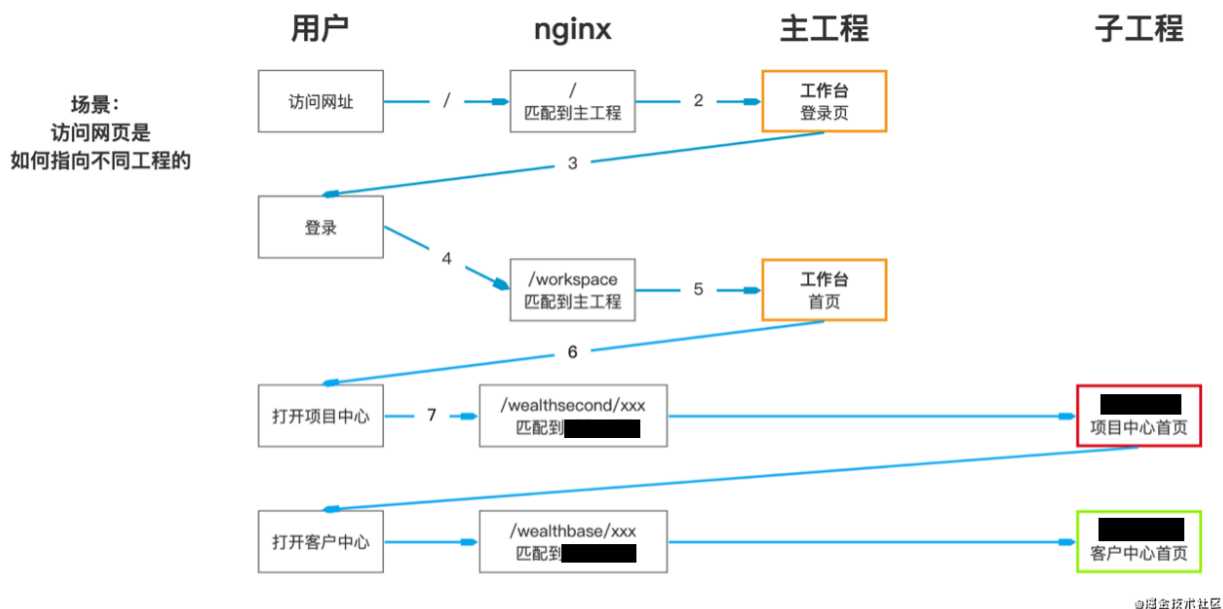 用户
nginx
主工程
子工程
场景：
访问网页是
如何指向不同工程的
访问网址
/
/
匹配到主工程
2
工作台
登录页
3
登录
4
/workspace
匹配到主工程
5
工作台
首页
6
打开项目中心
7
/wealthsecond/xxx
匹配到
项目中心首页
打开客户中心
/wealthbase/xxx
匹配到
客户中心首页
@掘金技术社区